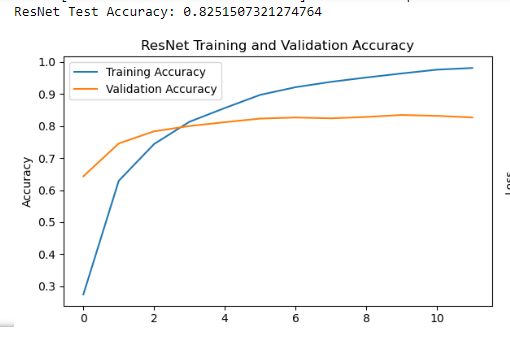 ResNet Test Accuracy: 0.8251507321274764
ResNet Training and Validation Accuracy
Training Accuracy
Validation Accuracy
Accuracy
1.0
0.9
0.8
0.7
0.6
0.5
0.4
0.3
0 2 4 6 8 10